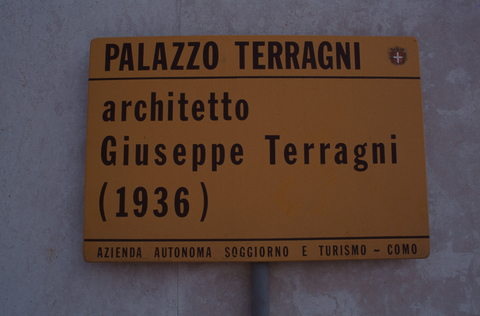 PALAZZO TERRAGNI
architetto
Giuseppe Terragni
(1936)
AZIENDA AUTONOMA SOGGIORNO E TURISMO - COMO